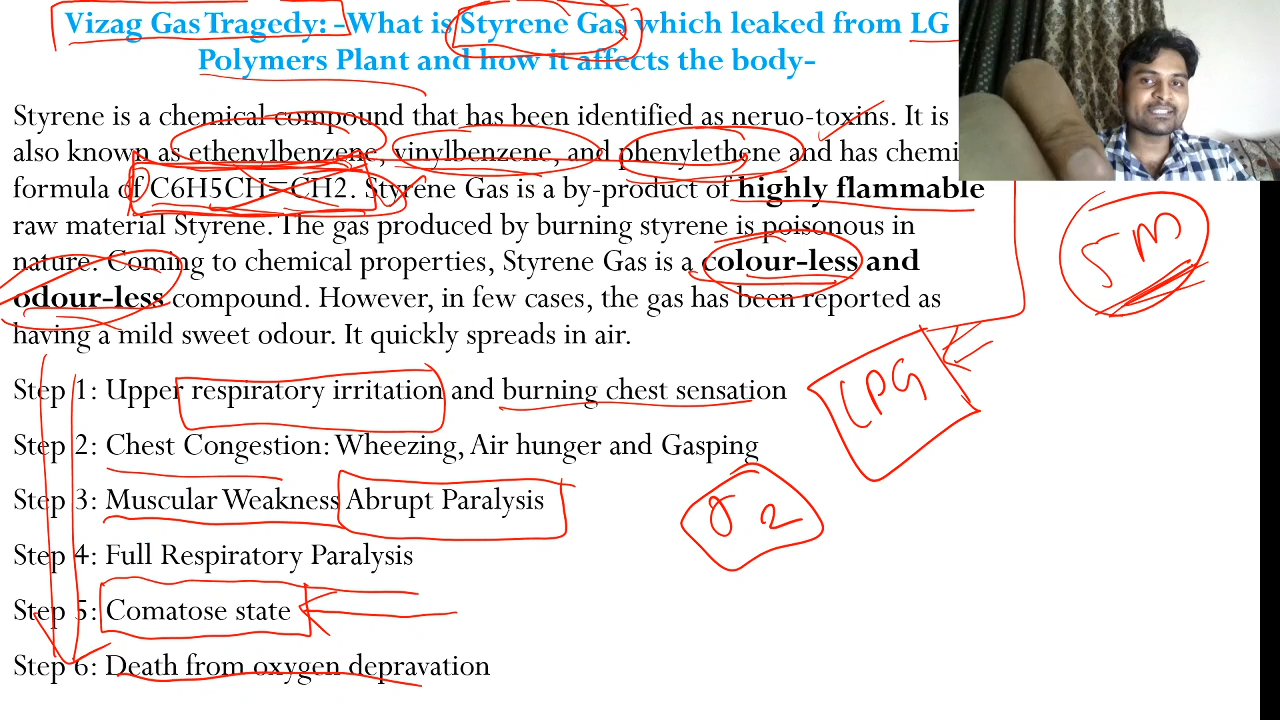 Vizag Gas Tragedy: -What is Styrene Gas which leaked from LG
Polymers Plant and how it affects the body-
Styrene is a chemical compound that has been identified as neruo-toxins. It is
also known as ethenylbenzene, vinylbenzene, and phenylethene and has chemi
formula of C6H5CH= CH2. Styrene Gas is a by-product of highly flammable
raw material Styrene. The gas produced by burning styrene is poisonous in
nature. Coming to chemical properties, Styrene Gas is a colour-less and
odour-less compound. However, in few cases, the gas has been reported as
having a mild sweet odour. It quickly spreads in air.
5M
LPG
Step 1: Upper respiratory irritation and burning chest sensation
Step 2: Chest Congestion: Wheezing, Air hunger and Gasping
Step 3: Muscular Weakness Abrupt Paralysis
Step 4: Full Respiratory Paralysis
Step 5: Comatose state
Step 6: Death from oxygen depravation